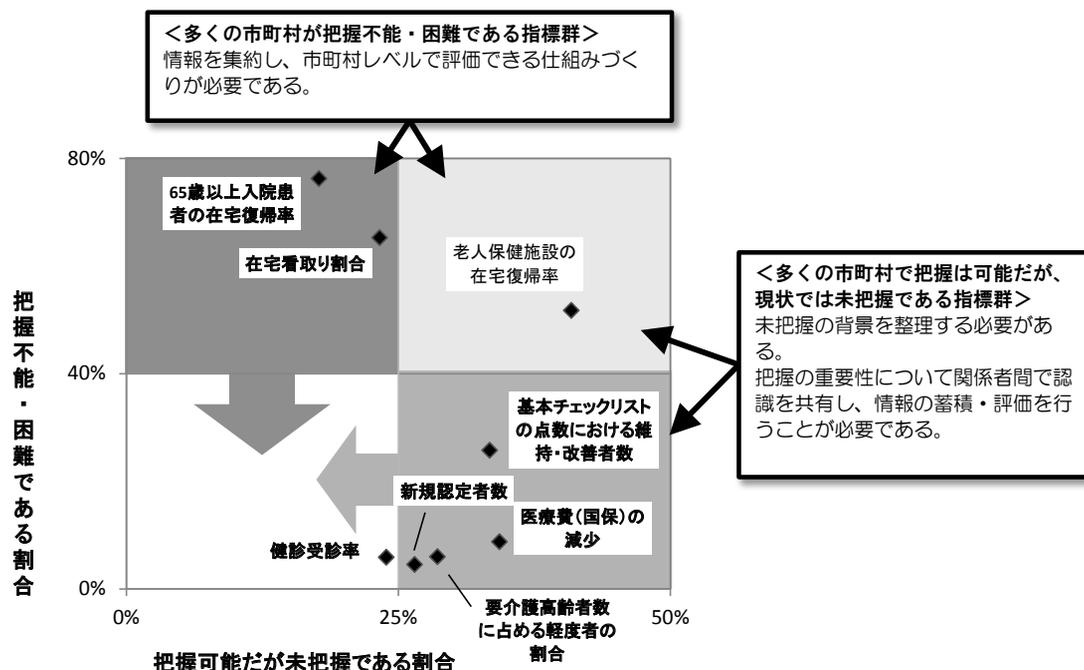 ＜多くの市町村が把握不能・困難である指標群＞
情報を集約し、市町村レベルで評価できる仕組みづく
りが必要である。
80%
65歳以上入院患
者の在宅復帰率
在宅看取り割合
老人保健施設の
在宅復帰率
＜多くの市町村で把握は可能だが、
現状では未把握である指標群＞
未把握の背景を整理する必要があ
る。
把握の重要性について関係者間で認
識を共有し、情報の蓄積・評価を行
うことが必要である。
把握不能・困難である割合
40%
基本チェックリスト
の点数における維
持・改善者数
新規認定者数
医療費（国保）の
減少
健診受診率
0%
要介護高齢者数
に占める軽度者の
割合
0%
25%
50%
把握可能だが未把握である割合